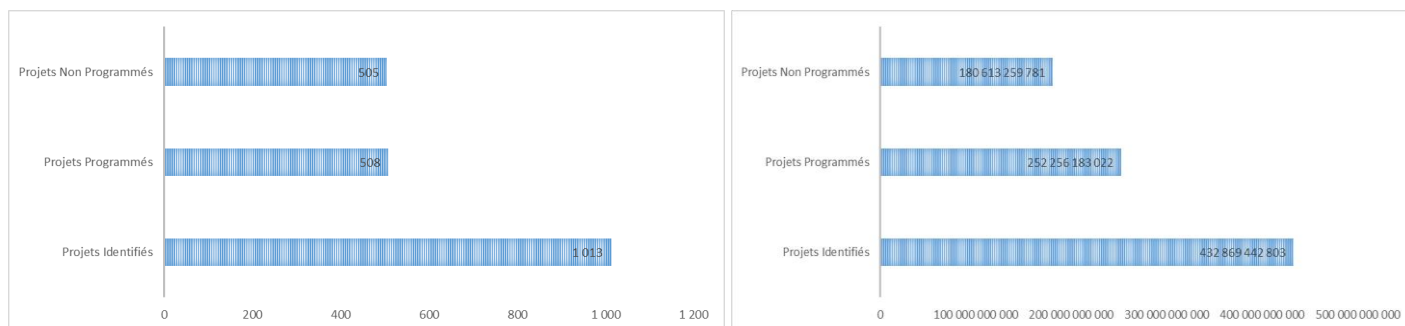 Projets Non Programmés
505
Projets Programmés
508
Projets Identifiés
1 013
0 200 400 600 800 1 000 1 200
Projets Non Programmés
180 613 259 781
Projets Programmés
252 256 183 022
Projets Identifiés
432 869 442 803
0 100 000 000 000 200 000 000 000 300 000 000 000 400 000 000 000 500 000 000 000